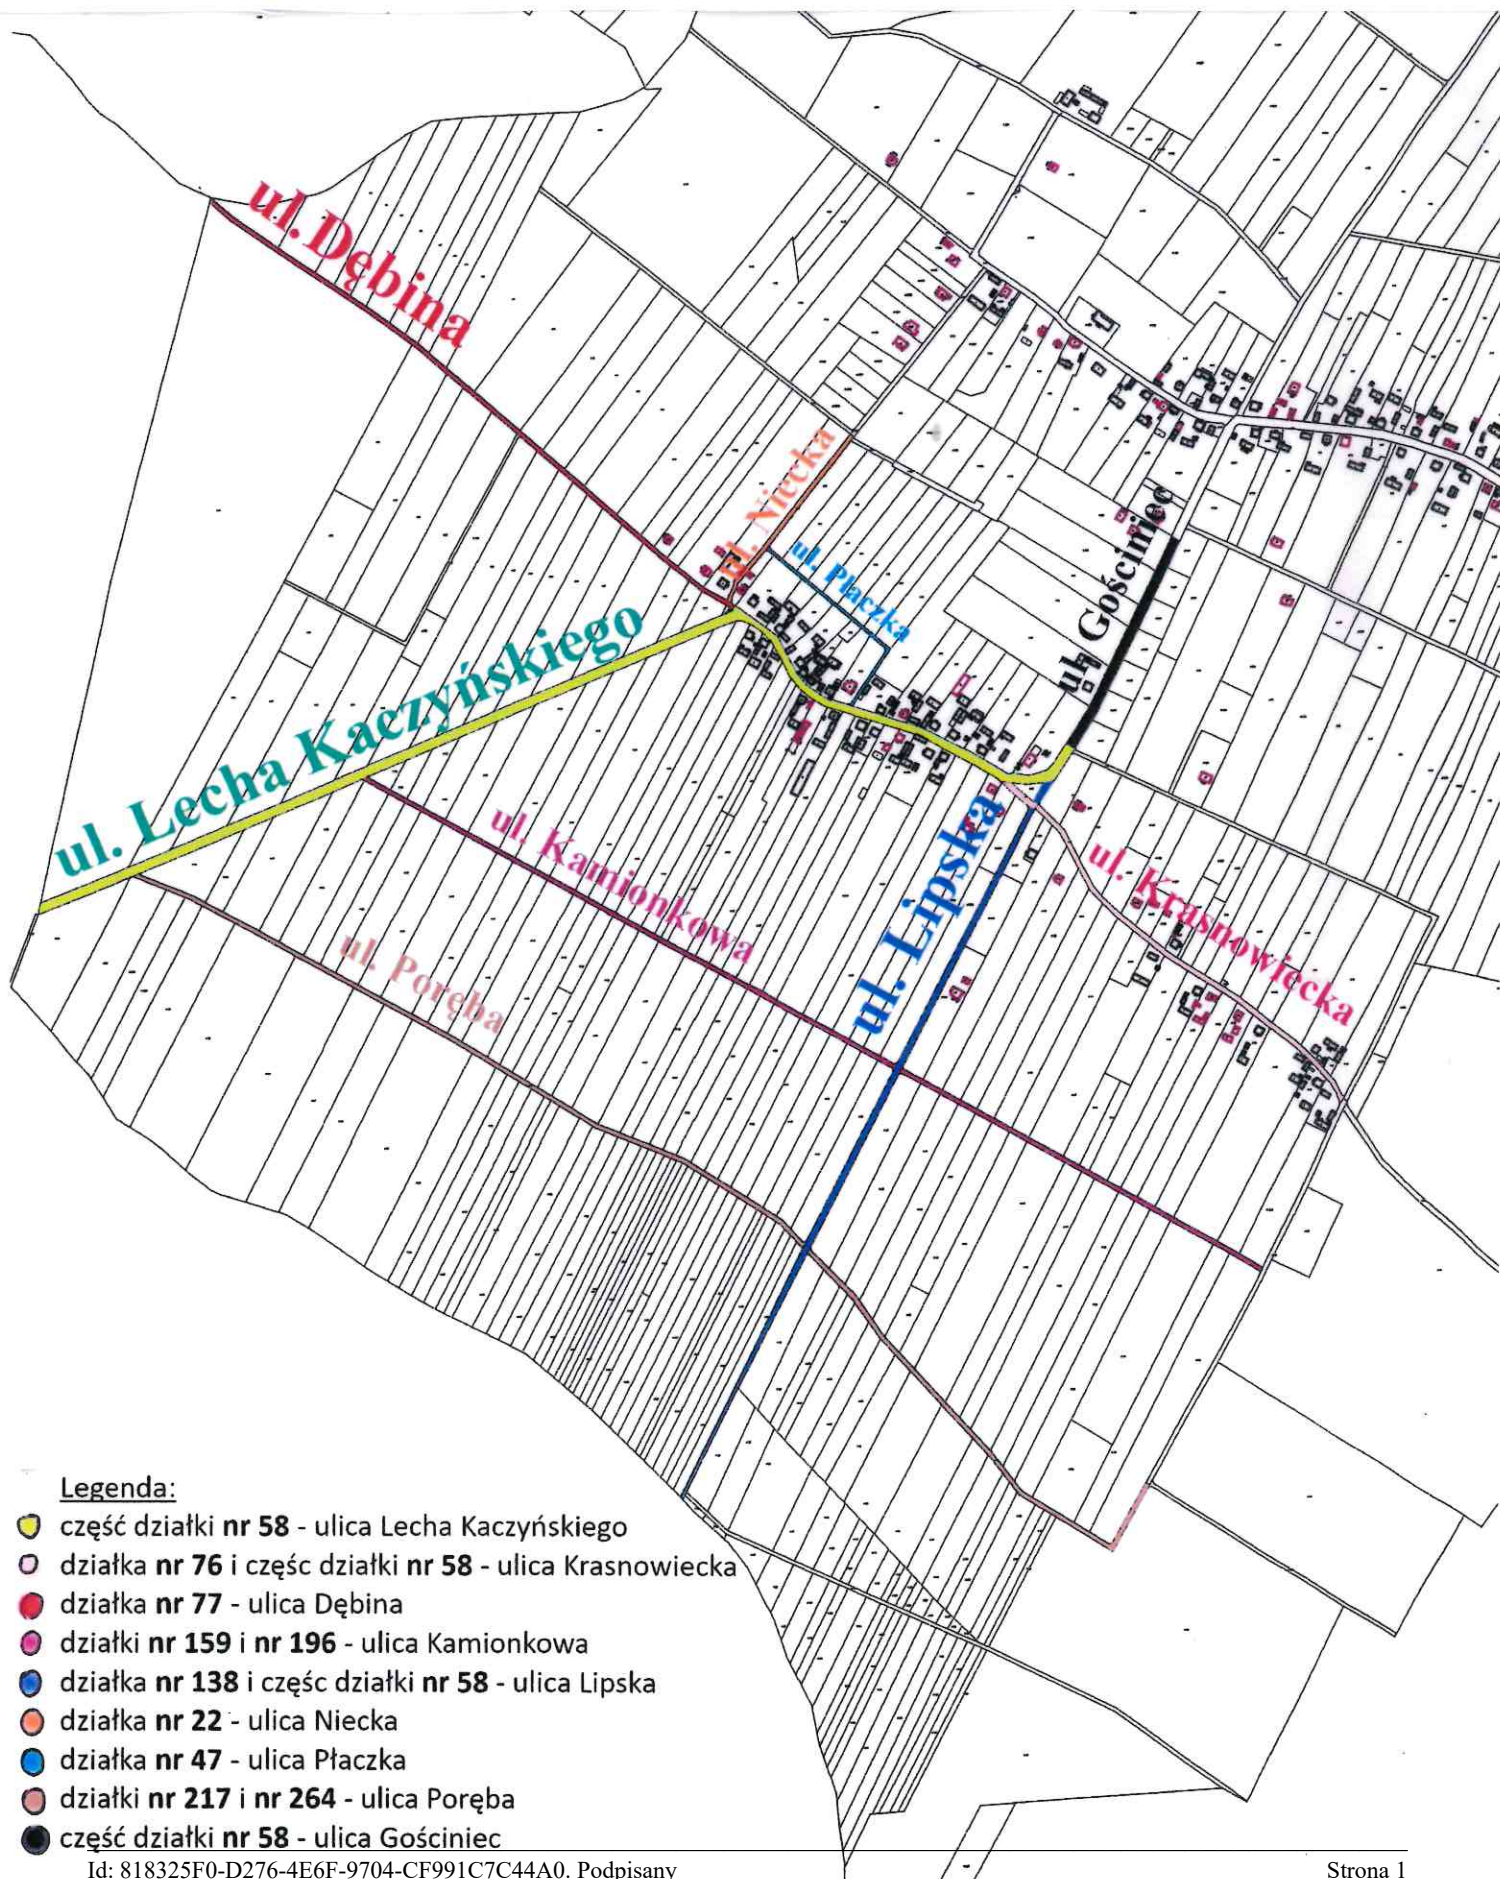 ul. Dębina
ul. Niecka
ul. Płaczka
ul. Gościniec
ul. Lecha Kaczyńskiego
ul. Kamionkowa
ul. Lipska
ul. Krasnowiecka
ul. Poręba
Legenda:
część działki nr 58 - ulica Lecha Kaczyńskiego
działka nr 76 i częśc działki nr 58 - ulica Krasnowiecka
działka nr 77 - ulica Dębina
działki nr 159 i nr 196 - ulica Kamionkowa
działka nr 138 i częśc działki nr 58 - ulica Lipska
działka nr 22 - ulica Niecka
działka nr 47 - ulica Płaczka
działki nr 217 i nr 264 - ulica Poręba
część działki nr 58 - ulica Gościniec
Id: 818325F0-D276-4E6F-9704-CF991C7C44A0. Podpisany
Strona 1